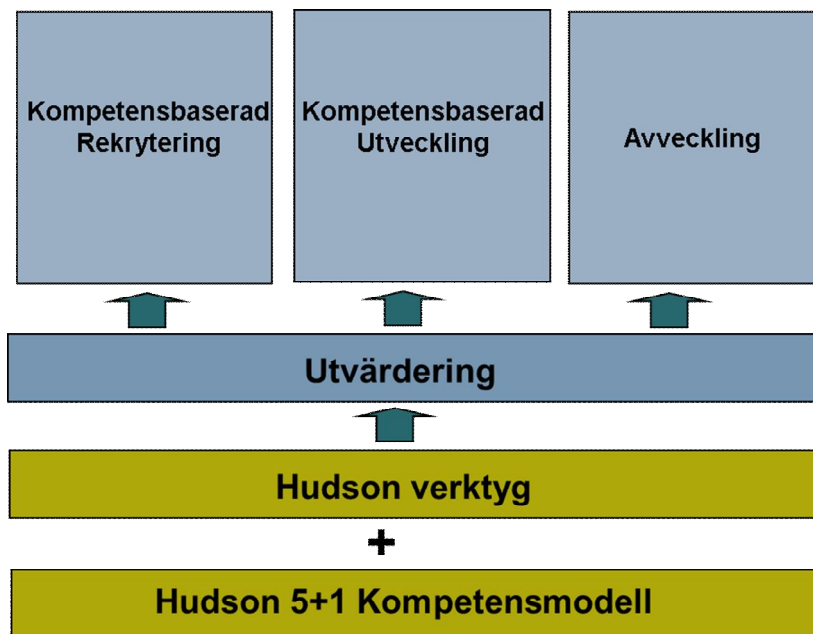 Kompetensbaserad
Rekrytering
Kompetensbaserad
Utveckling
Avveckling
Utvärdering
Hudson verktyg
+
Hudson 5+1 Kompetensmodell